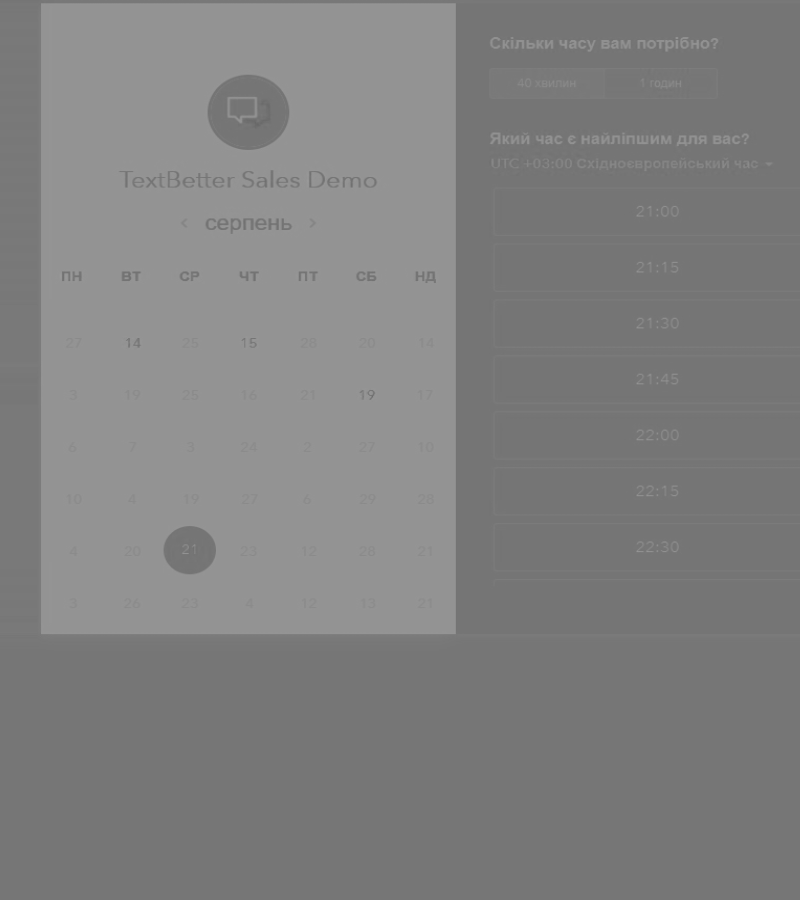 TextBetter Sales Demo
‹ серпень ›
ПН ВТ СР ЧТ ПТ СБ НД
27 14 25 15 28 20 14
3 19 25 16 21 19 17
6 7 3 24 2 27 10
10 4 19 27 6 29 28
4 20 21 23 12 28 21
3 26 23 4 12 13 21
Скільки часу вам потрібно?
40 хвилин 1 годин
Який час є найліпшим для вас?
UTC +03:00 Східноєвропейський час
21:00
21:15
21:30
21:45
22:00
22:15
22:30